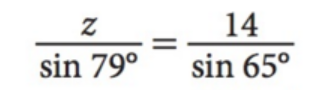 z/sin 79° = 14/sin 65°